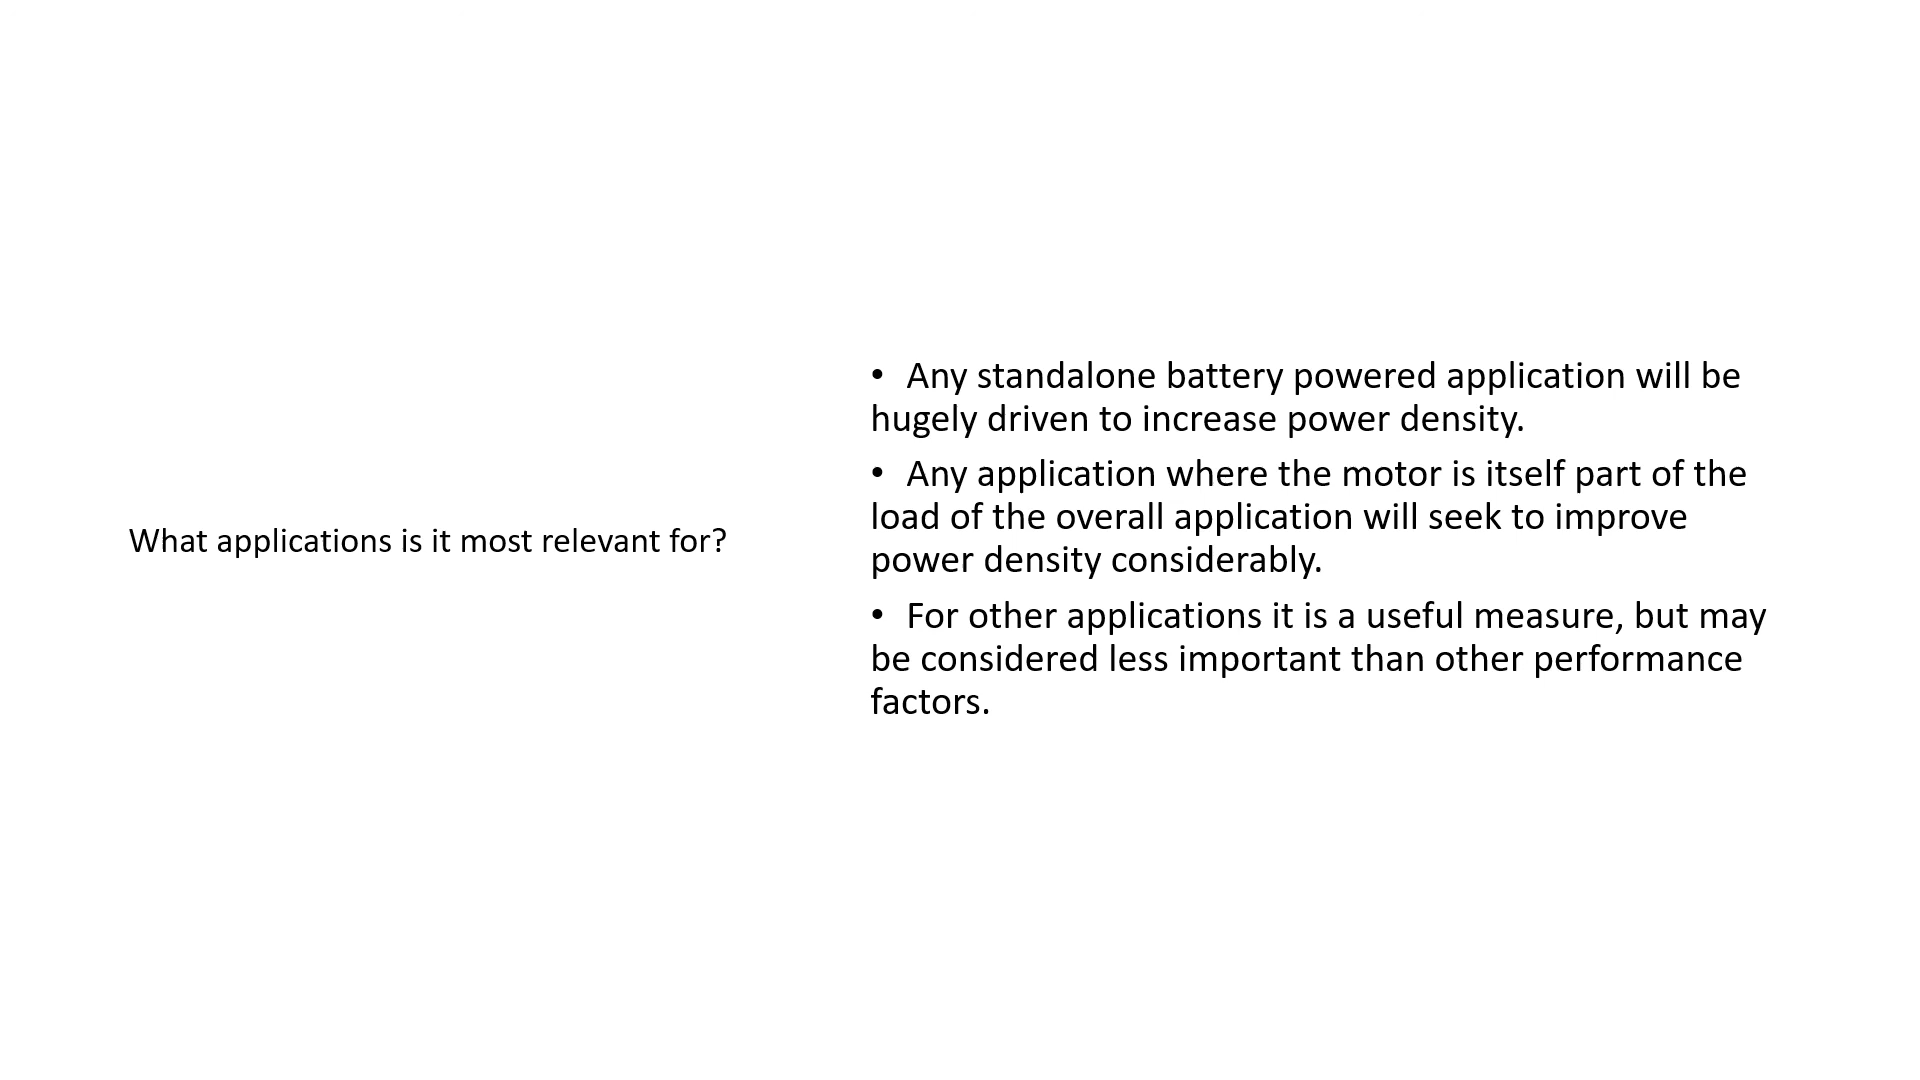 What applications is it most relevant for?
• Any standalone battery powered application will be
hugely driven to increase power density.
• Any application where the motor is itself part of the
load of the overall application will seek to improve
power density considerably.
• For other applications it is a useful measure, but may
be considered less important than other performance
factors.